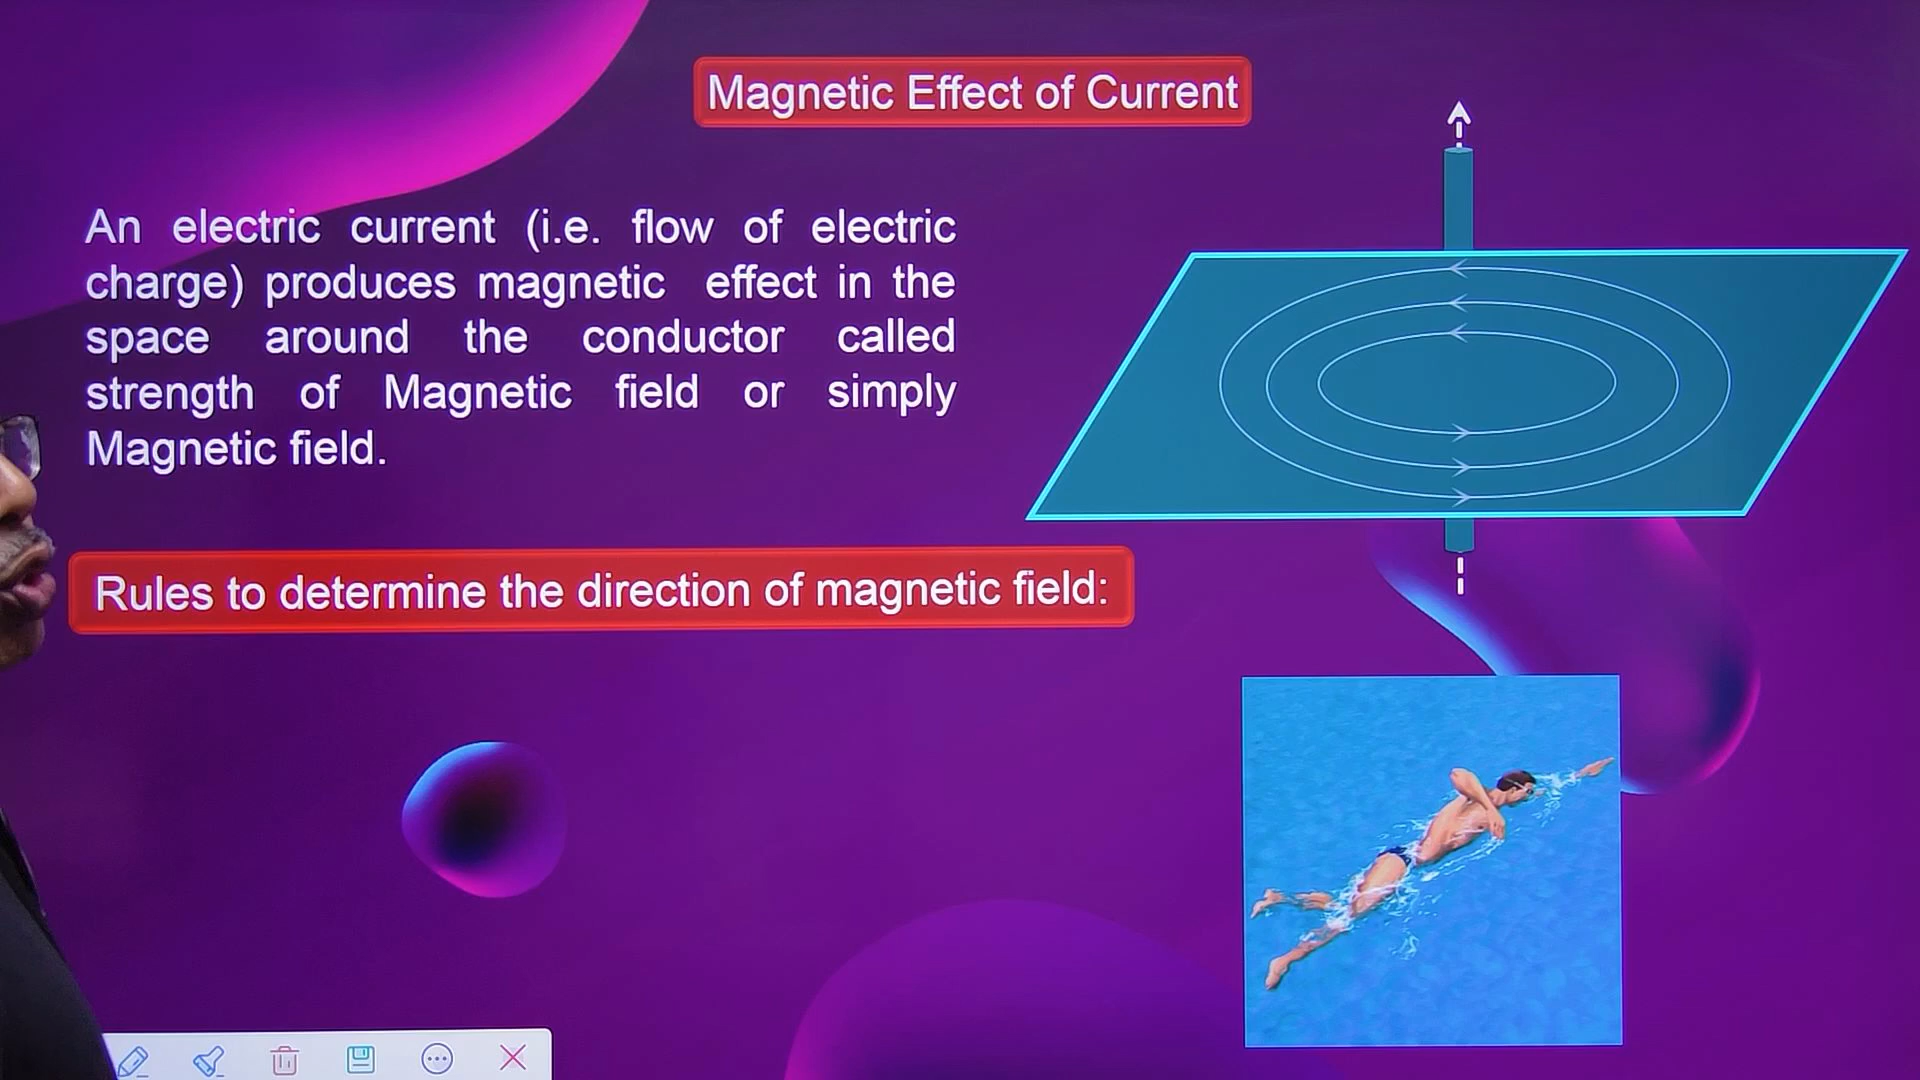 Magnetic Effect of Current
An electric current (i.e. flow of electric
charge) produces magnetic effect in the
space around the conductor called
strength of Magnetic field or simply
Magnetic field.
Rules to determine the direction of magnetic field: